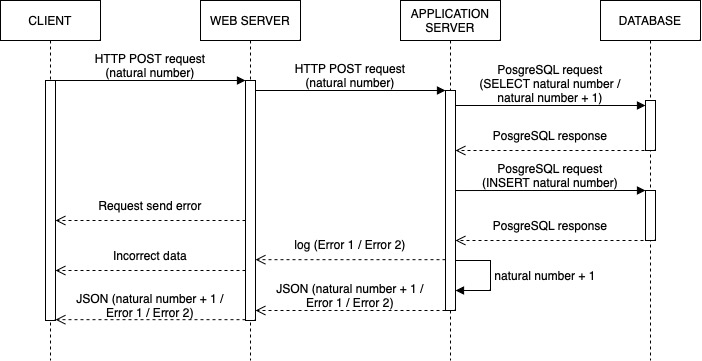 CLIENT
WEB SERVER
APPLICATION
SERVER
DATABASE
HTTP POST request
(natural number)
HTTP POST request
(natural number)
PosgreSQL request
(SELECT natural number /
natural number + 1)
PosgreSQL response
PosgreSQL request
(INSERT natural number)
Request send error
PosgreSQL response
log (Error 1 / Error 2)
Incorrect data
natural number + 1
JSON (natural number + 1 /
Error 1 / Error 2)
JSON (natural number + 1 /
Error 1 / Error 2)